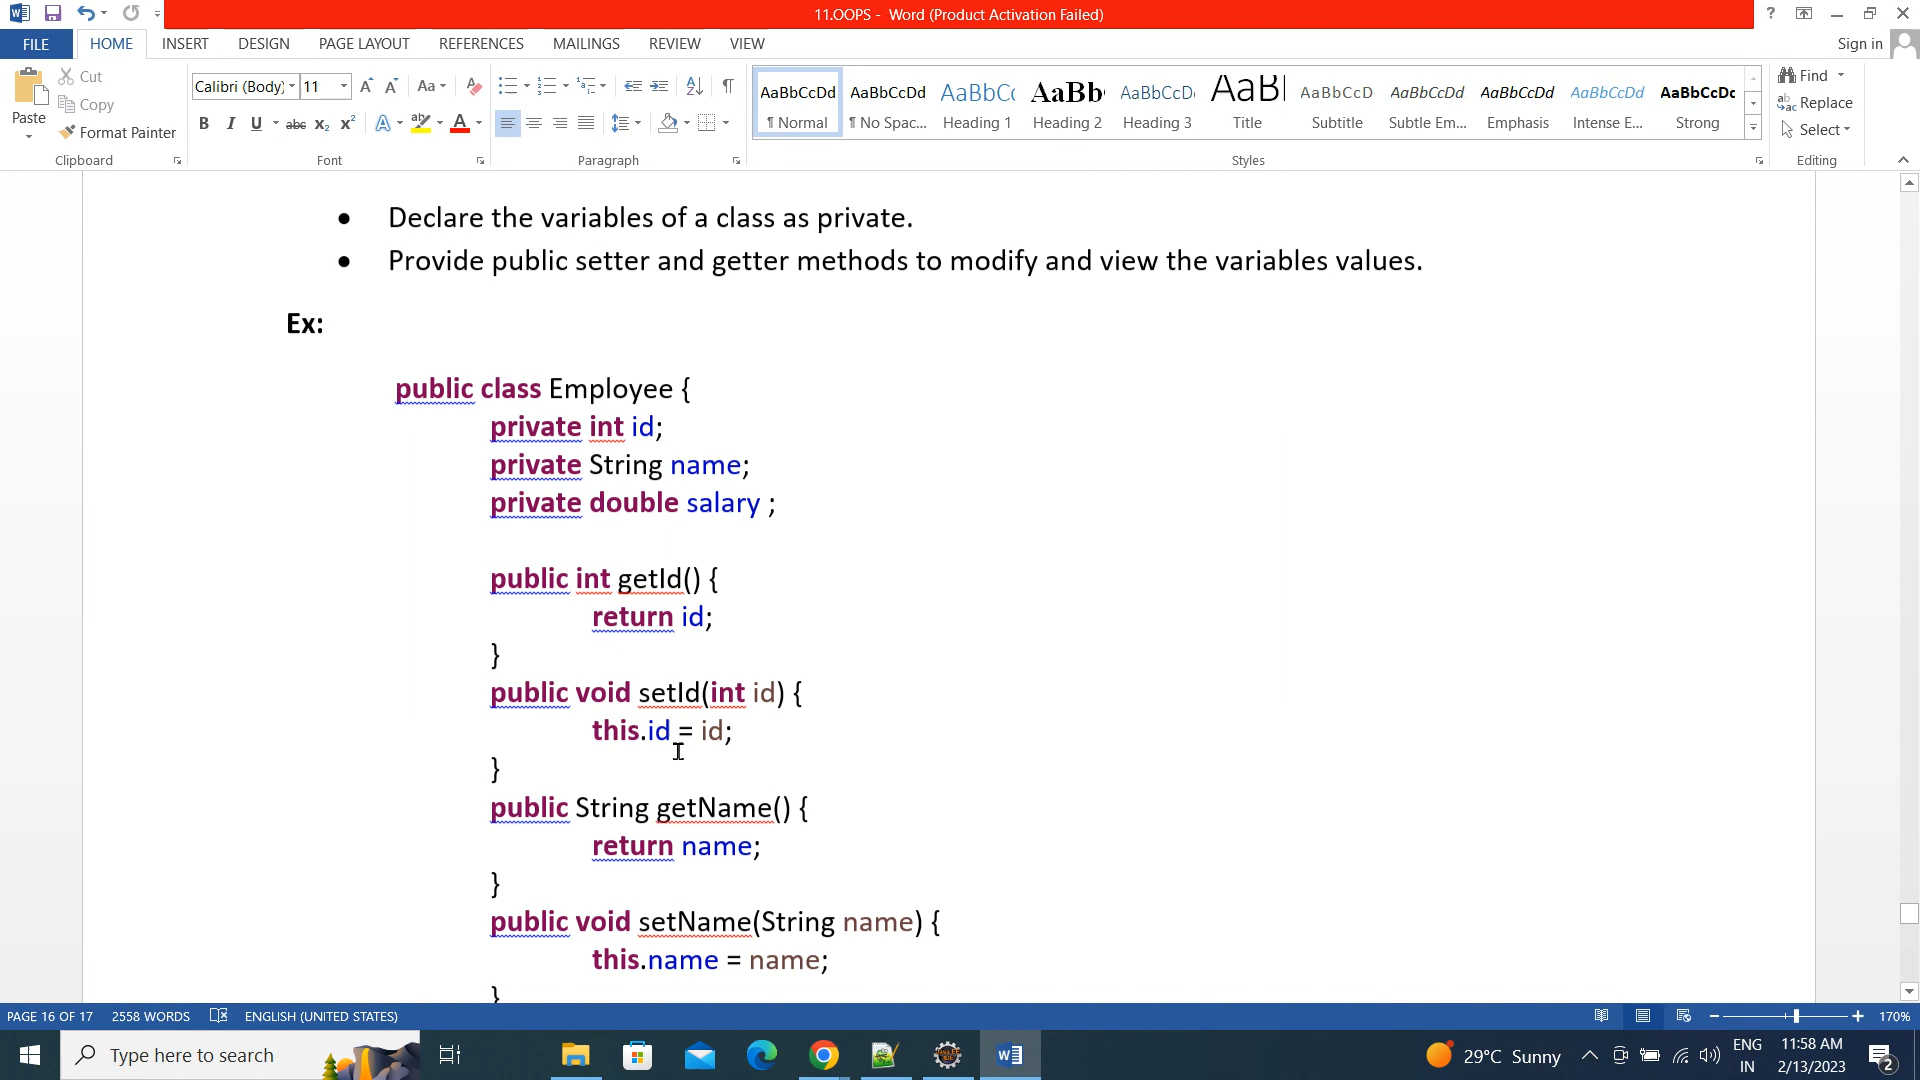 11.OOPS - Word (Product Activation Failed)
FILE HOME INSERT DESIGN PAGE LAYOUT REFERENCES MAILINGS REVIEW VIEW Sign in
Paste Cut Copy Format Painter
Calibri (Body) 11
AaBbCcDd AaBbCcDd AaBbCc AaBb AaBbCcD AaB AaBbCcD AaBbCcDd AaBbCcDd AaBbCcDd AaBbCcDc
¶ Normal ¶ No Spac... Heading 1 Heading 2 Heading 3 Title Subtitle Subtle Em... Emphasis Intense E... Strong
Find Replace Select
Clipboard Font Paragraph Styles Editing
• Declare the variables of a class as private.
• Provide public setter and getter methods to modify and view the variables values.
Ex:
public class Employee {
private int id;
private String name;
private double salary ;
public int getId() {
return id;
}
public void setId(int id) {
this.id = id;
}
public String getName() {
return name;
}
public void setName(String name) {
this.name = name;
}
PAGE 16 OF 17 2558 WORDS ENGLISH (UNITED STATES) 170%
Type here to search
29°C Sunny
ENG
IN
11:58 AM
2/13/2023
2